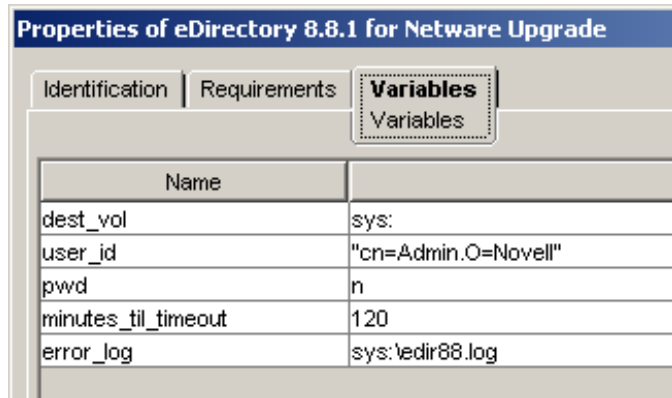 Properties of eDirectory 8.8.1 for Netware Upgrade
Identification Requirements Variables
Variables
Name
dest_vol sys:
user_id "cn=Admin.O=Novell"
pwd n
minutes_til_timeout 120
error_log sys:\edir88.log